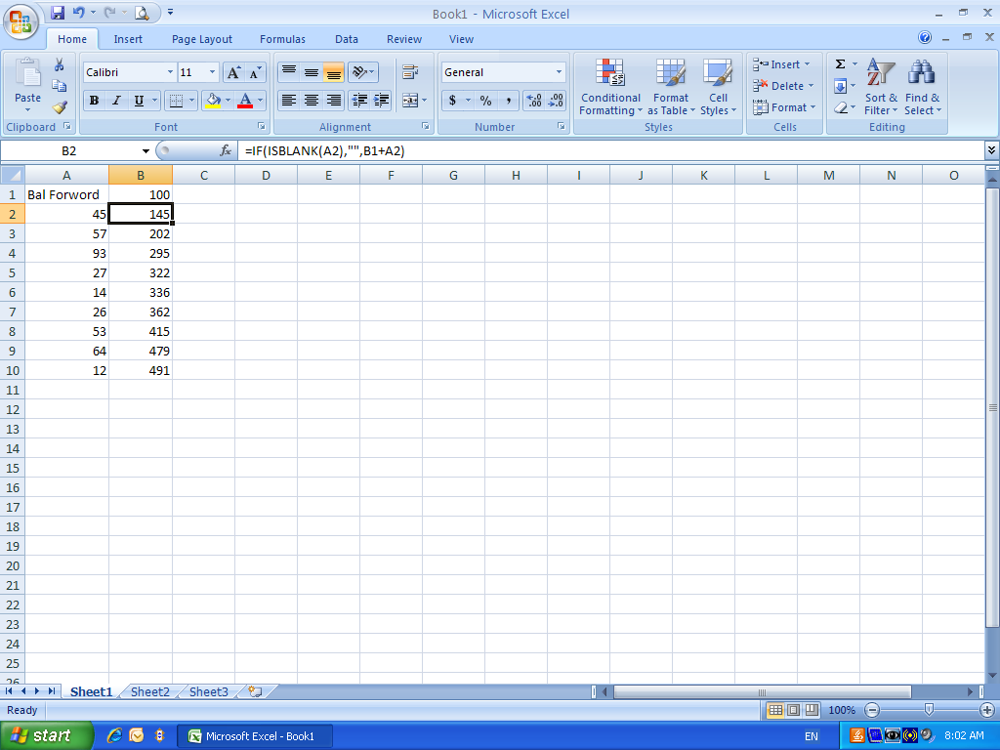 Book1 - Microsoft Excel
Home Insert Page Layout Formulas Data Review View
Paste Calibri 11 A A General Conditional Formatting Format as Table Cell Styles Insert Delete Format Σ Sort & Filter Find & Select
B I U A $ % , .00 .00
Clipboard Font Alignment Number Styles Cells Editing
B2 fx =IF(ISBLANK(A2),"",B1+A2)
A B C D E F G H I J K L M N O
1 Bal Forword 100
2 45 145
3 57 202
4 93 295
5 27 322
6 14 336
7 26 362
8 53 415
9 64 479
10 12 491
11
12
13
14
15
16
17
18
19
20
21
22
23
24
25
26
Sheet1 Sheet2 Sheet3
Ready 100%
start Microsoft Excel - Book1 EN 8:02 AM